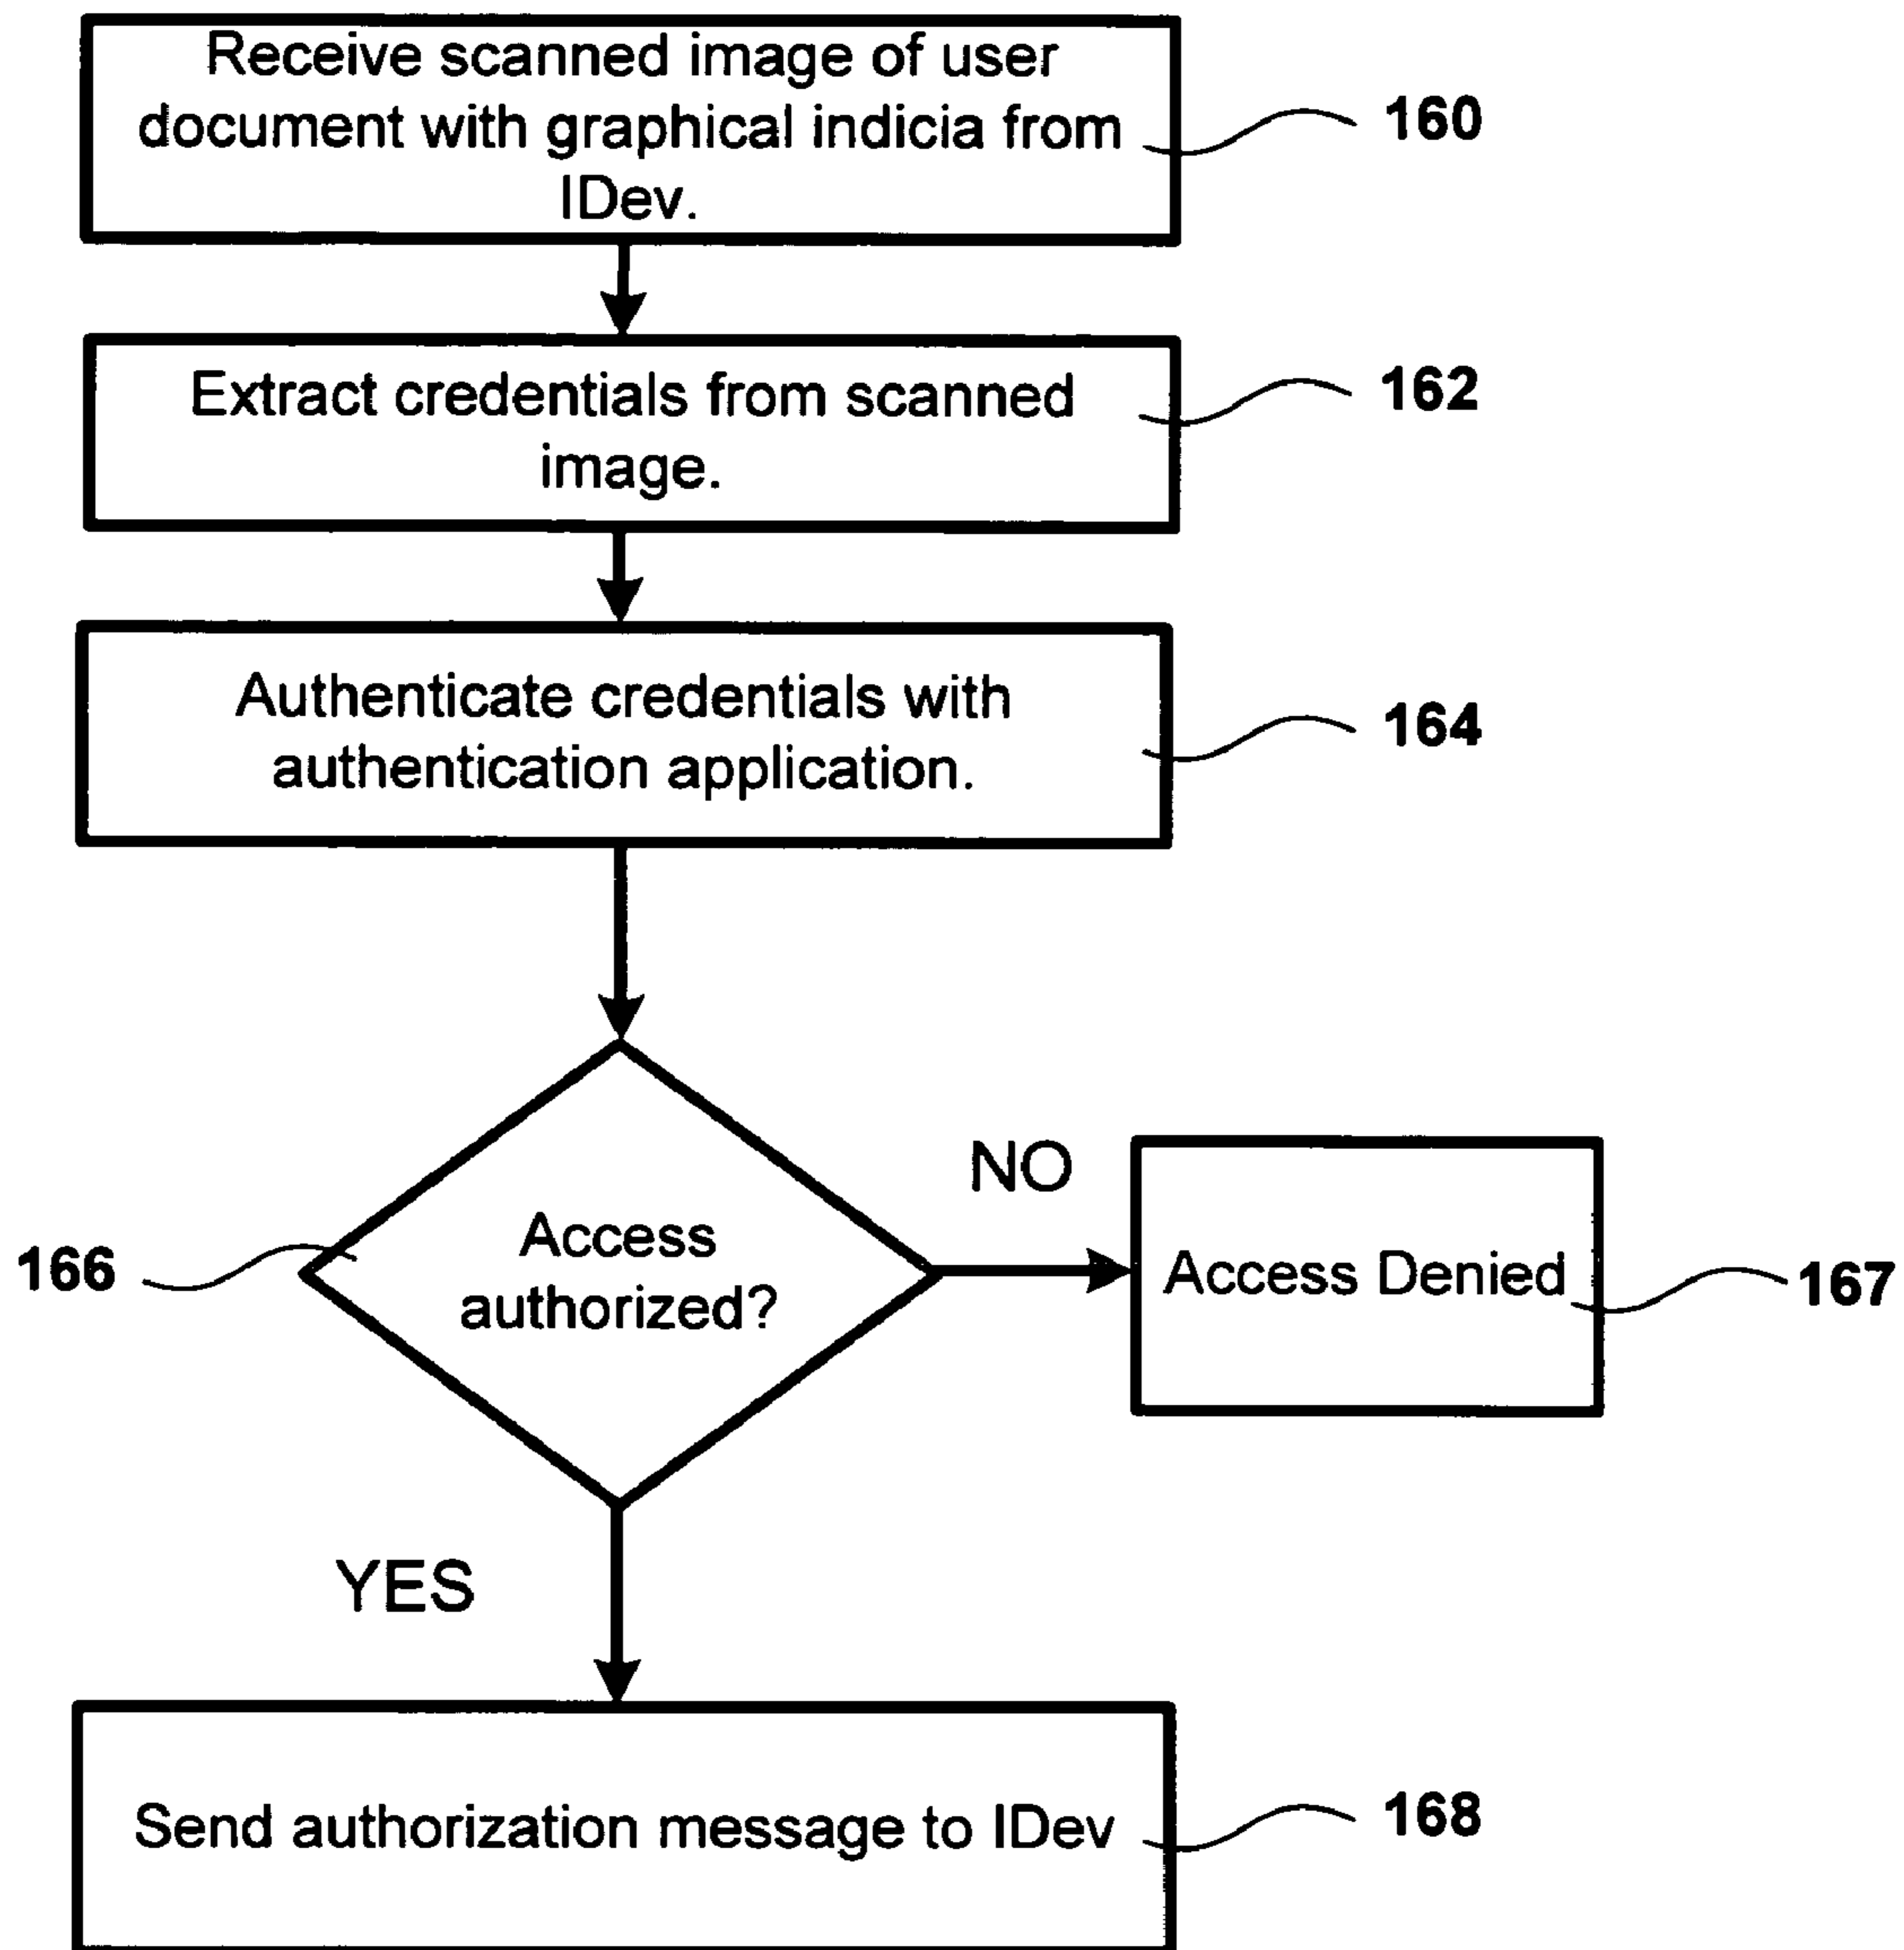 Receive scanned image of user
document with graphical indicia from
IDev.
160
Extract credentials from scanned
image.
162
Authenticate credentials with
authentication application.
164
Access
authorized?
166
NO
Access Denied
167
YES
Send authorization message to IDev
168